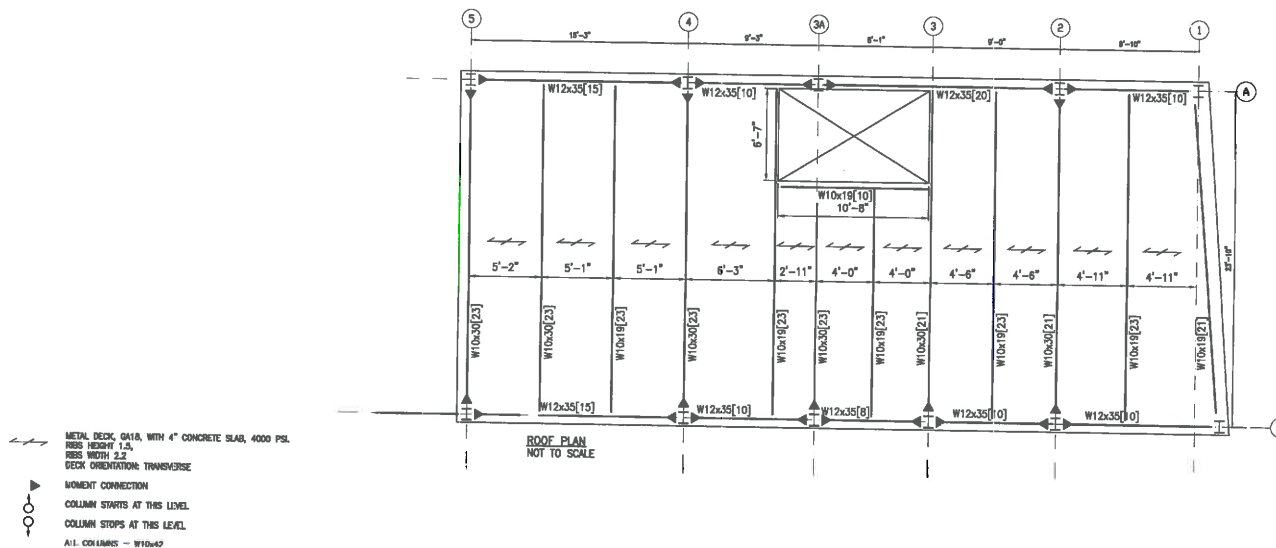 5 4 3A 3 2 1
15'-3" 9'-3" 8'-1" 9'-0" 9'-10"
A
W12x35[15] W12x35[10] W12x35[20] W12x35[10]
6'-7"
W10x19[10]
10'-8"
23'-10"
5'-2" 5'-1" 5'-1" 6'-3" 2'-11" 4'-0" 4'-0" 4'-6" 4'-6" 4'-11" 4'-11"
W10x30[23]
W10x30[23]
W10x19[23]
W10x30[23]
W10x19[23]
W10x30[23]
W10x19[23]
W10x30[21]
W10x19[23]
W10x30[21]
W10x19[23]
W10x19[21]
W12x35[15] W12x35[10] W12x35[8] W12x35[10] W12x35[10]
ROOF PLAN
NOT TO SCALE
METAL DECK, GA18, WITH 4" CONCRETE SLAB, 4000 PSI.
RIBS HEIGHT 1.5,
RIBS WIDTH 2.2
DECK ORIENTATION: TRANSVERSE
MOMENT CONNECTION
COLUMN STARTS AT THIS LEVEL
COLUMN STOPS AT THIS LEVEL
ALL COLUMNS - W10x42